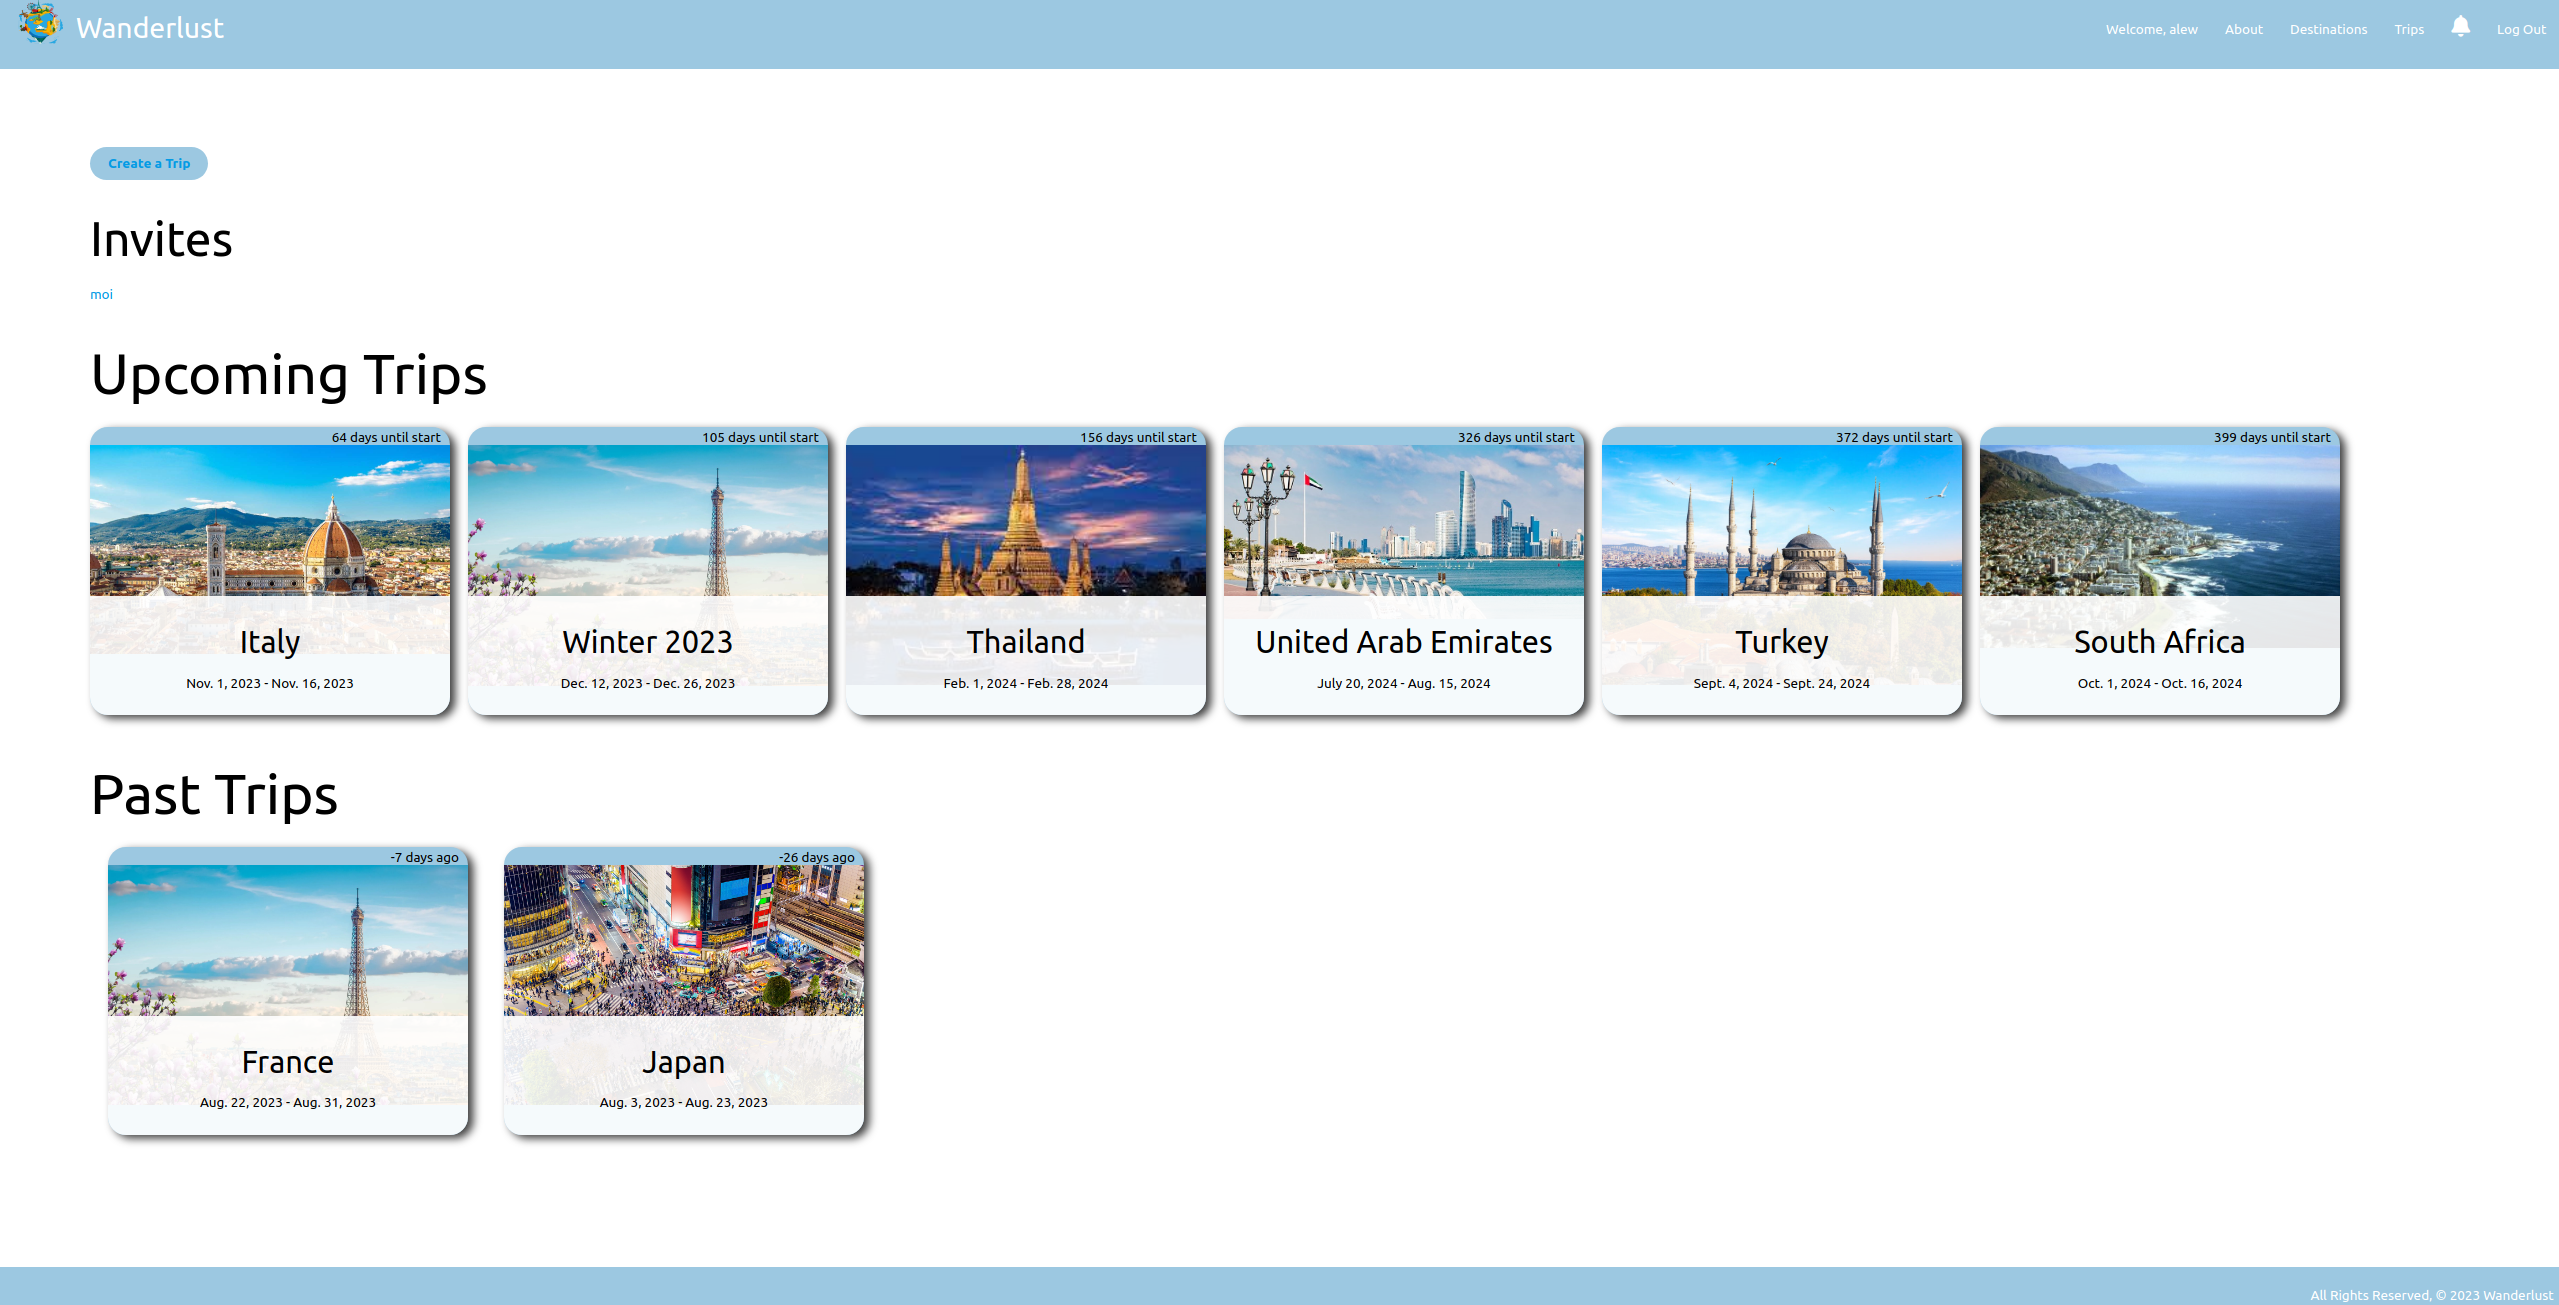 Wanderlust
Welcome, alew About Destinations Trips Log Out
Create a Trip
Invites
moi
Upcoming Trips
64 days until start
Italy
Nov. 1, 2023 - Nov. 16, 2023
105 days until start
Winter 2023
Dec. 12, 2023 - Dec. 26, 2023
156 days until start
Thailand
Feb. 1, 2024 - Feb. 28, 2024
326 days until start
United Arab Emirates
July 20, 2024 - Aug. 15, 2024
372 days until start
Turkey
Sept. 4, 2024 - Sept. 24, 2024
399 days until start
South Africa
Oct. 1, 2024 - Oct. 16, 2024
Past Trips
-7 days ago
France
Aug. 22, 2023 - Aug. 31, 2023
-26 days ago
Japan
Aug. 3, 2023 - Aug. 23, 2023
All Rights Reserved, © 2023 Wanderlust